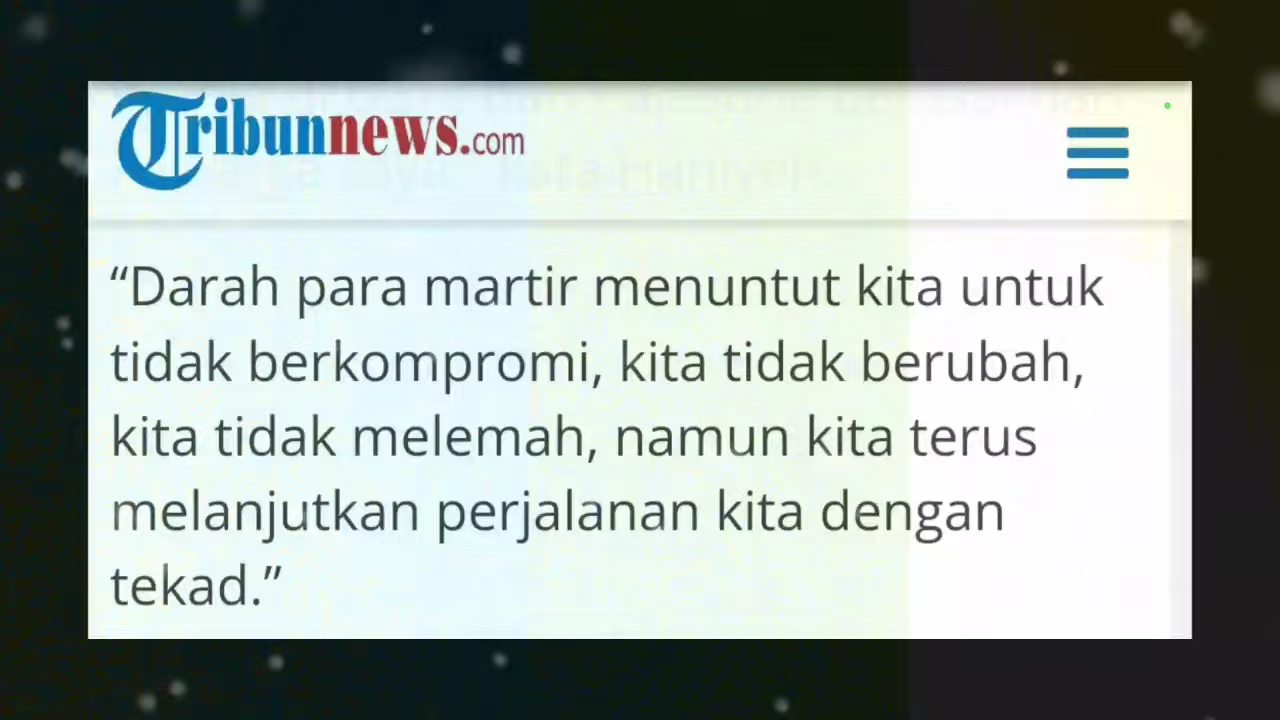 Tribunnews.com
“Darah para martir menuntut kita untuk
tidak berkompromi, kita tidak berubah,
kita tidak melemah, namun kita terus
melanjutkan perjalanan kita dengan
tekad.”